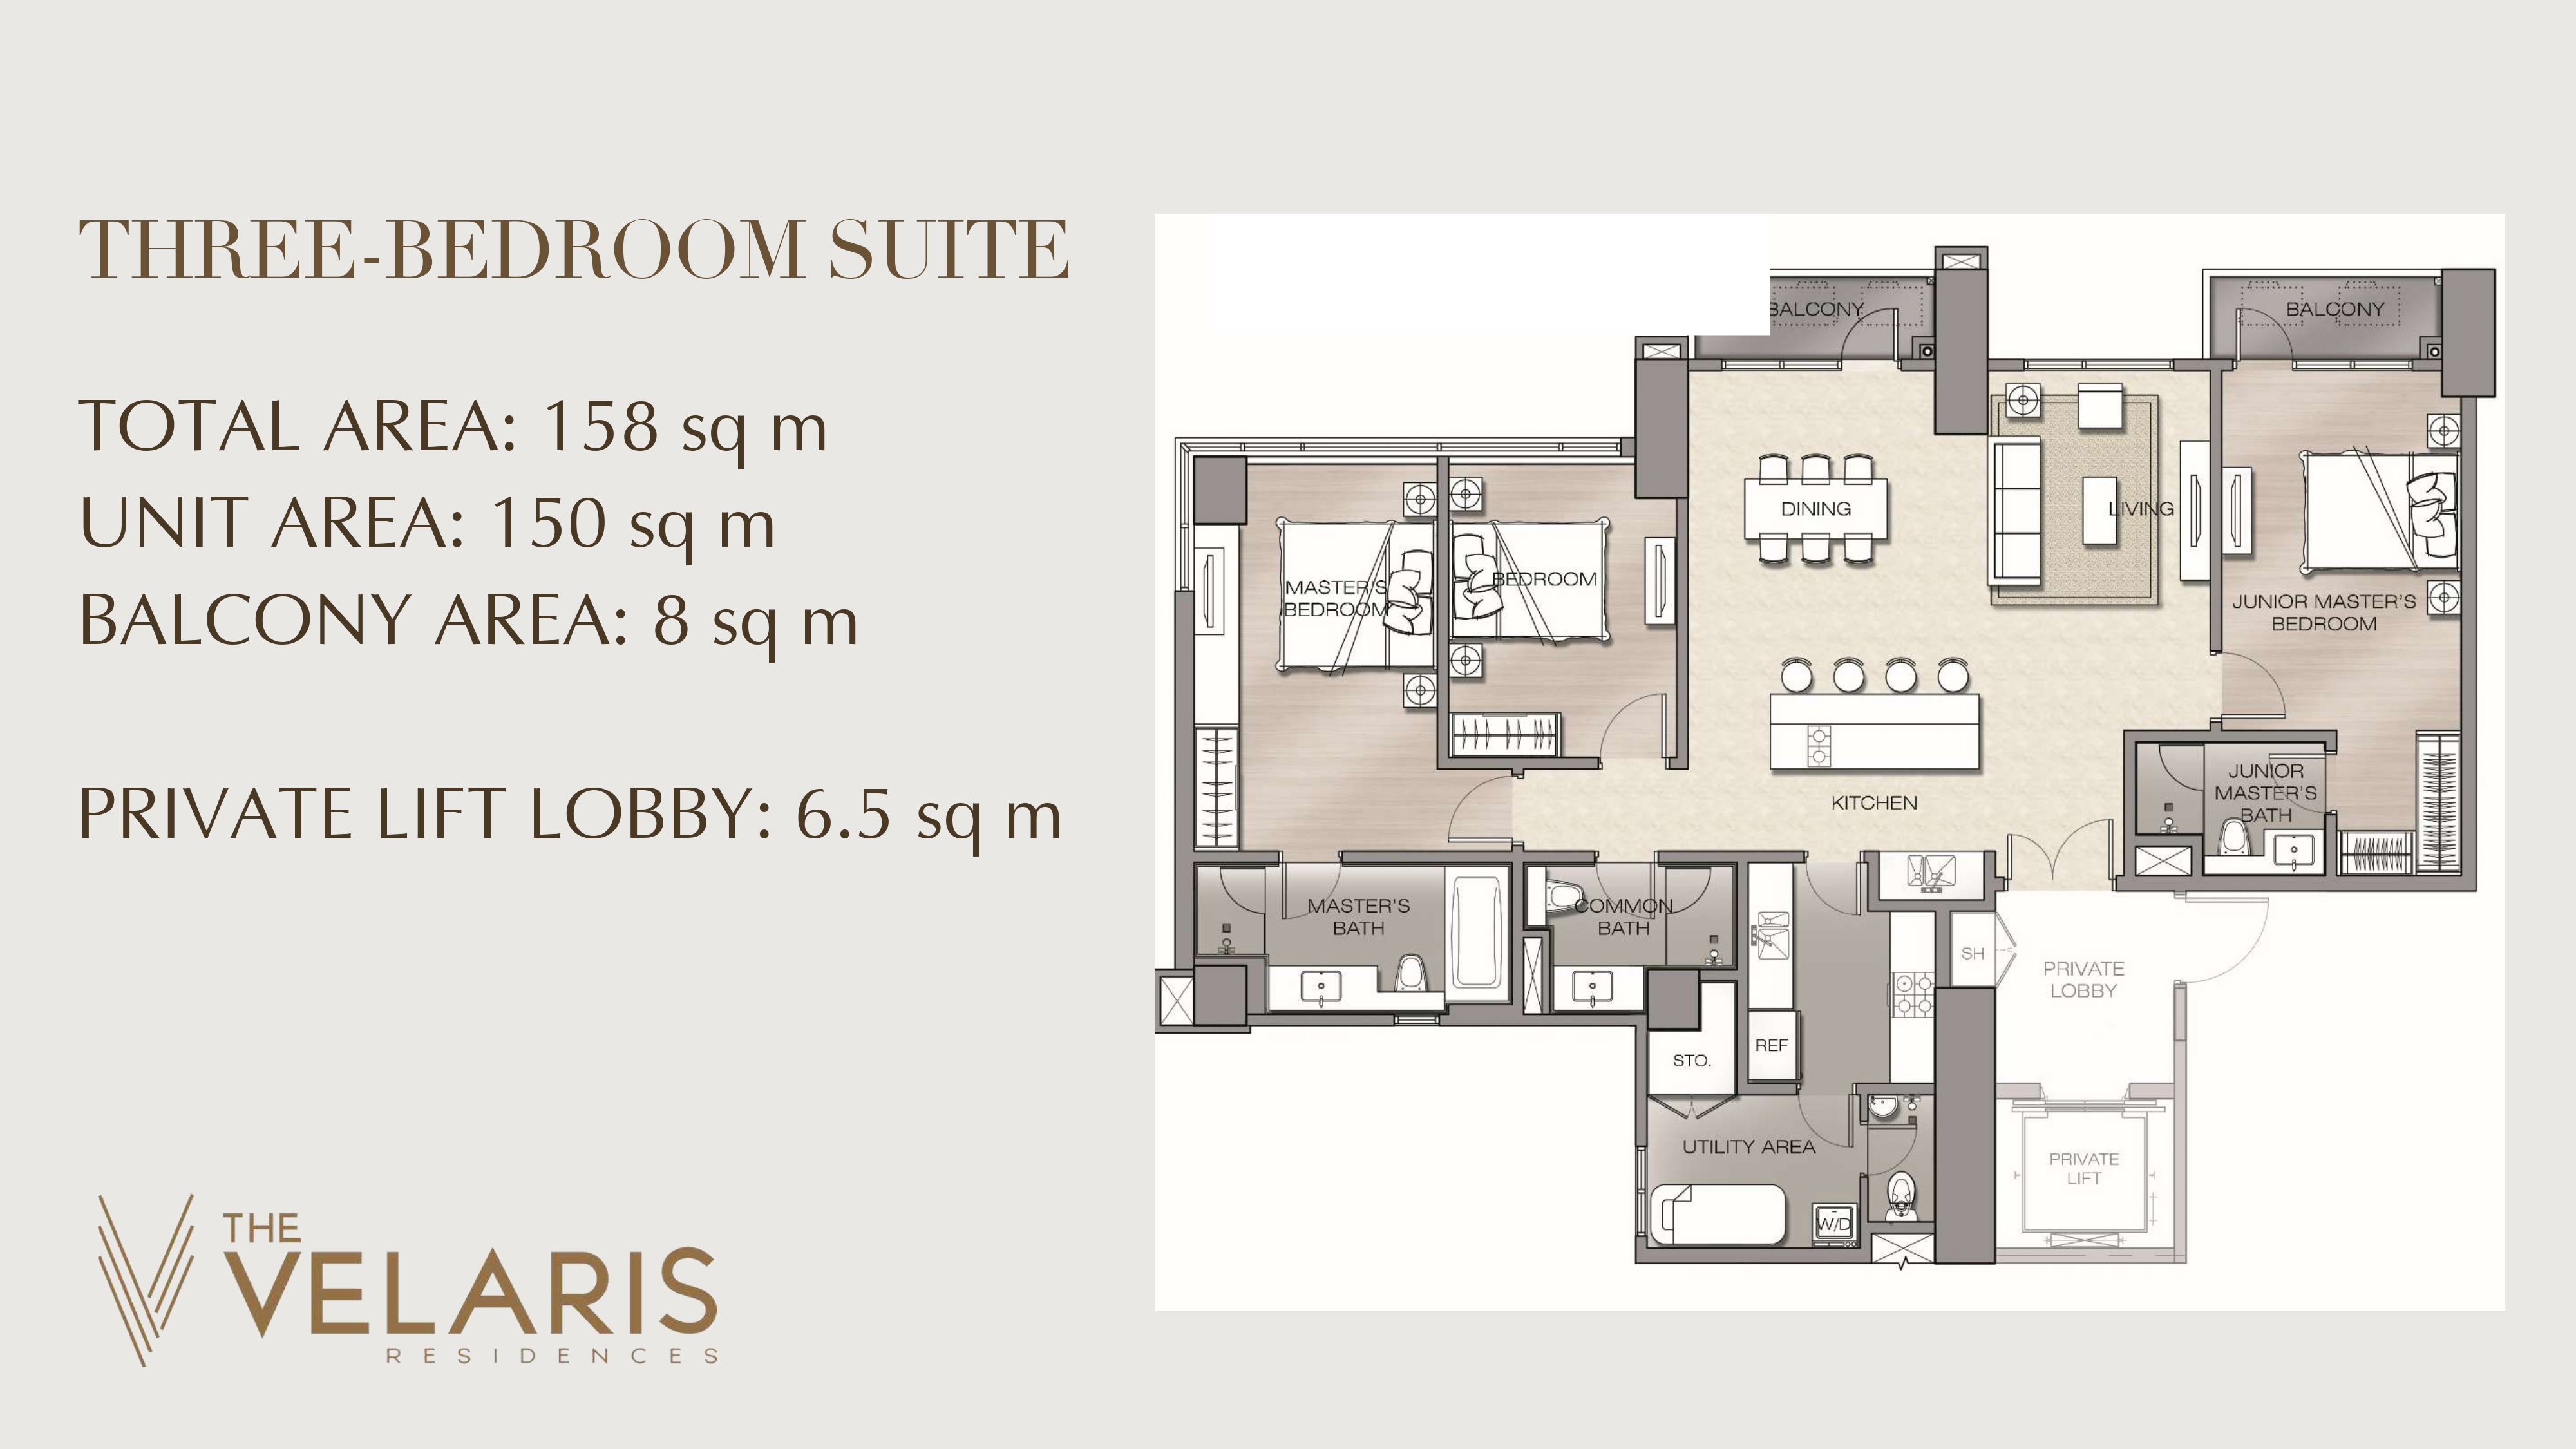 THREE-BEDROOM SUITE
TOTAL AREA: 158 sq m
UNIT AREA: 150 sq m
BALCONY AREA: 8 sq m
PRIVATE LIFT LOBBY: 6.5 sq m
THE
VELARIS
RESIDENCES
BALCONY
BALCONY
DINING
LIVING
MASTER'S
BEDROOM
BEDROOM
JUNIOR MASTER'S
BEDROOM
KITCHEN
JUNIOR
MASTER'S
BATH
MASTER'S
BATH
COMMON
BATH
SH
PRIVATE
LOBBY
STO.
REF
UTILITY AREA
W/D
PRIVATE
LIFT